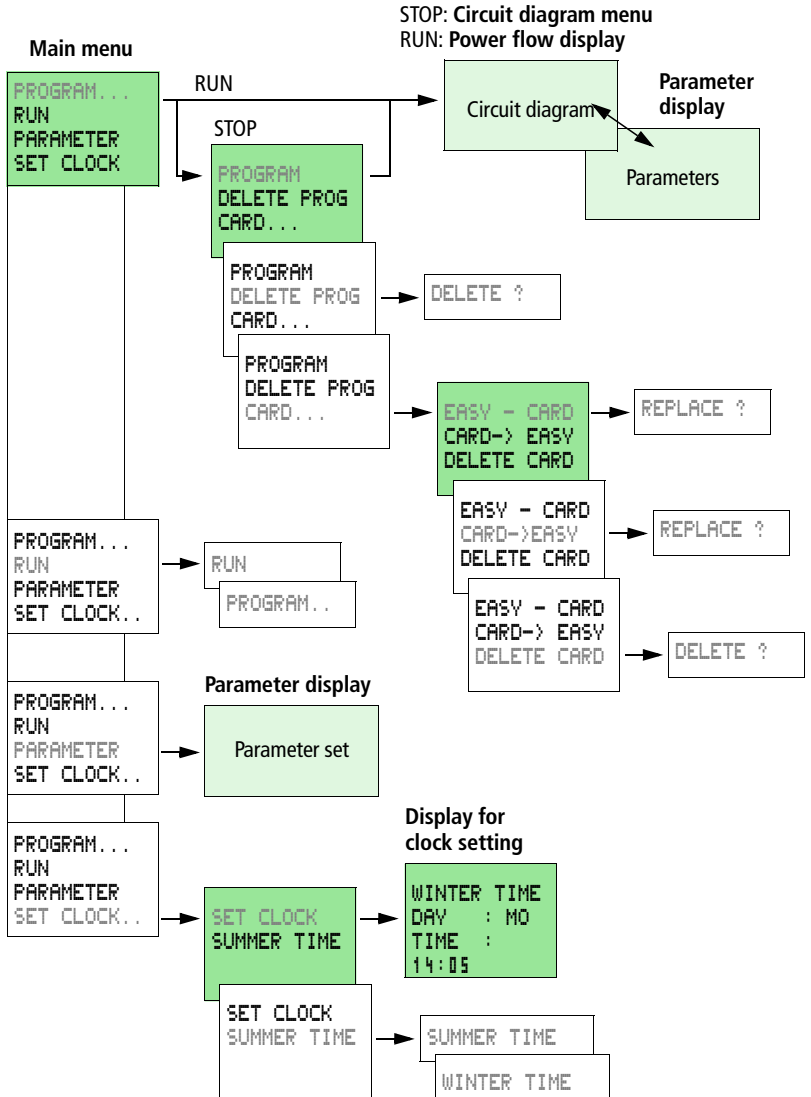 STOP: Circuit diagram menu
RUN: Power flow display
Main menu
PROGRAM...
RUN
PARAMETER
SET CLOCK
RUN
STOP
Circuit diagram
Parameter
display
Parameters
PROGRAM
DELETE PROG
CARD...
PROGRAM
DELETE PROG
CARD...
DELETE ?
PROGRAM
DELETE PROG
CARD...
EASY - CARD
CARD-> EASY
DELETE CARD
REPLACE ?
EASY - CARD
CARD->EASY
DELETE CARD
REPLACE ?
EASY - CARD
CARD-> EASY
DELETE CARD
DELETE ?
PROGRAM...
RUN
PARAMETER
SET CLOCK..
RUN
PROGRAM..
Parameter display
PROGRAM...
RUN
PARAMETER
SET CLOCK..
Parameter set
PROGRAM...
RUN
PARAMETER
SET CLOCK..
SET CLOCK
SUMMER TIME
Display for
clock setting
WINTER TIME
DAY : MO
TIME :
14:05
SET CLOCK
SUMMER TIME
SUMMER TIME
WINTER TIME